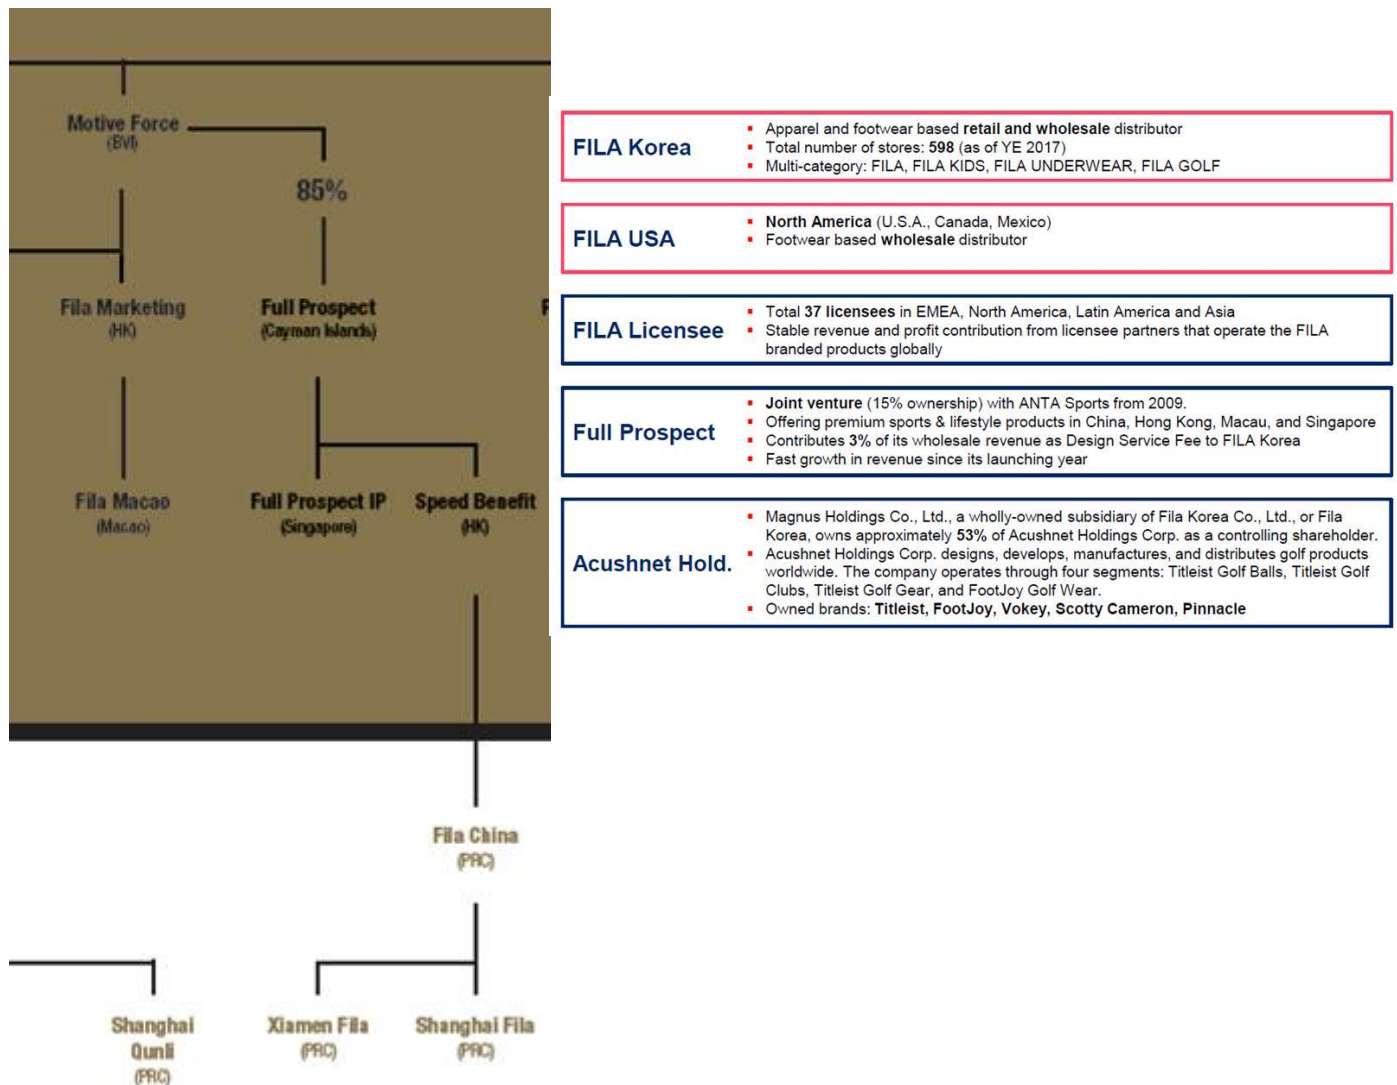 Motive Force
(BVI)
85%
Fila Marketing
(HK)
Full Prospect
(Cayman Islands)
F
Fila Macao
(Macao)
Full Prospect IP
(Singapore)
Speed Benefit
(HK)
Fila China
(PRC)
Shanghai
Qunli
(PRC)
Xiamen Fila
(PRC)
Shanghai Fila
(PRC)
FILA Korea
▪ Apparel and footwear based retail and wholesale distributor
▪ Total number of stores: 598 (as of YE 2017)
▪ Multi-category: FILA, FILA KIDS, FILA UNDERWEAR, FILA GOLF
FILA USA
▪ North America (U.S.A., Canada, Mexico)
▪ Footwear based wholesale distributor
FILA Licensee
▪ Total 37 licensees in EMEA, North America, Latin America and Asia
▪ Stable revenue and profit contribution from licensee partners that operate the FILA
branded products globally
Full Prospect
▪ Joint venture (15% ownership) with ANTA Sports from 2009.
▪ Offering premium sports & lifestyle products in China, Hong Kong, Macau, and Singapore
▪ Contributes 3% of its wholesale revenue as Design Service Fee to FILA Korea
▪ Fast growth in revenue since its launching year
Acushnet Hold.
▪ Magnus Holdings Co., Ltd., a wholly-owned subsidiary of Fila Korea Co., Ltd., or Fila
Korea, owns approximately 53% of Acushnet Holdings Corp. as a controlling shareholder.
▪ Acushnet Holdings Corp. designs, develops, manufactures, and distributes golf products
worldwide. The company operates through four segments: Titleist Golf Balls, Titleist Golf
Clubs, Titleist Golf Gear, and FootJoy Golf Wear.
▪ Owned brands: Titleist, FootJoy, Vokey, Scotty Cameron, Pinnacle